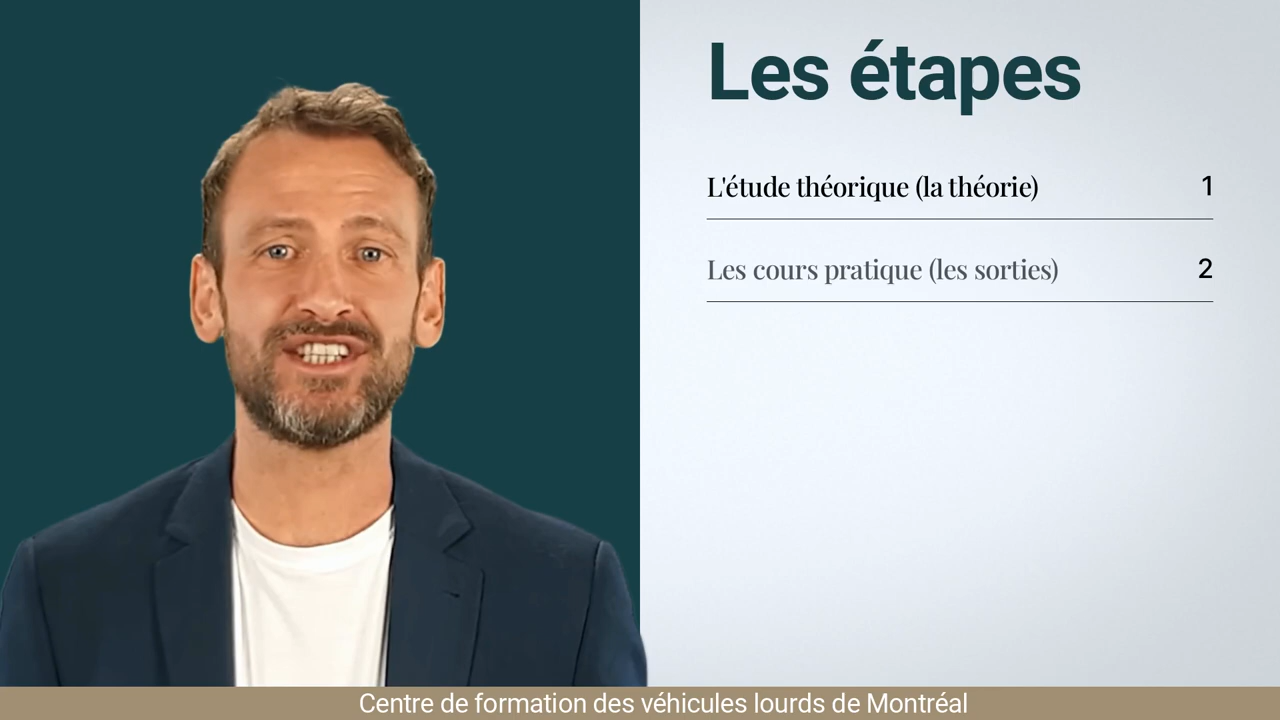 Les étapes
L'étude théorique (la théorie) 1
Les cours pratique (les sorties) 2
Centre de formation des véhicules lourds de Montréal